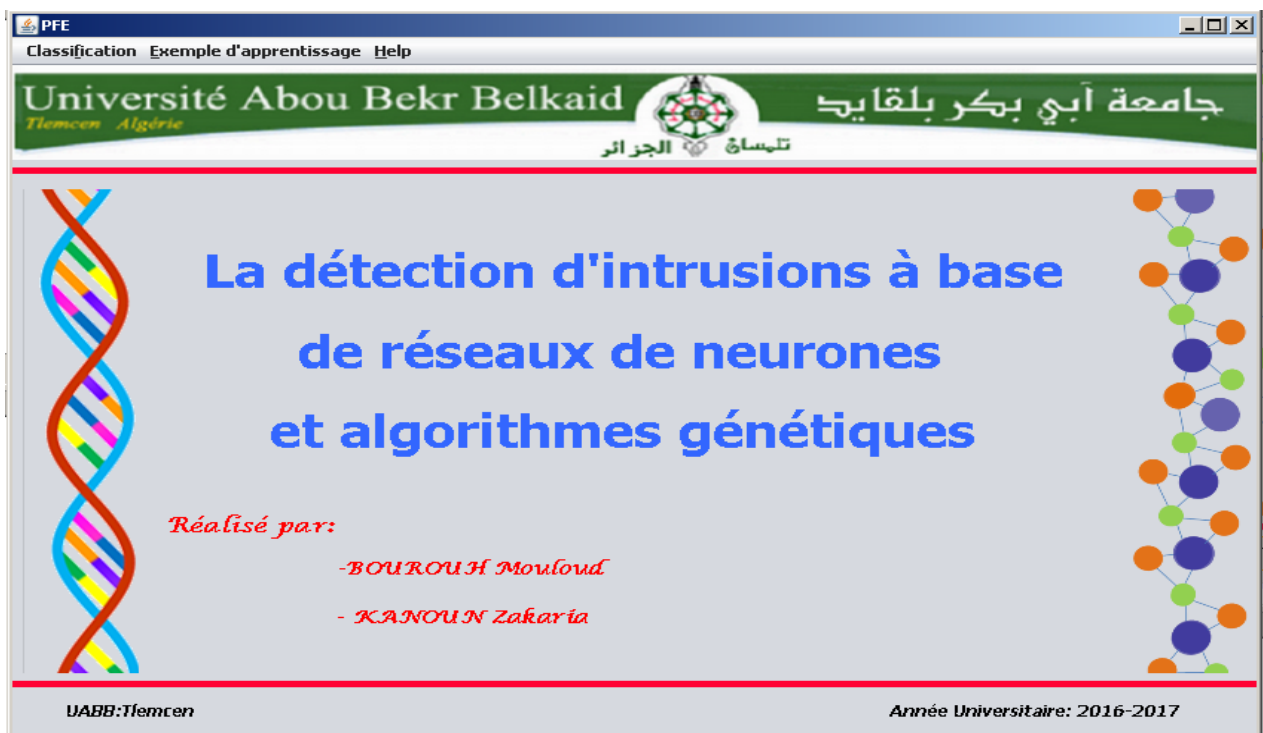 PFE
Classification Exemple d'apprentissage Help
Université Abou Bekr Belkaid
جامعة أبي بكر بلقايد
Tlemcen Algérie
تلمسان الجزائر
La détection d'intrusions à base
de réseaux de neurones
et algorithmes génétiques
Réalisé par:
-BOUROUH Mouloud
- KANOUN Zakaria
UABB:Tlemcen
Année Universitaire: 2016-2017